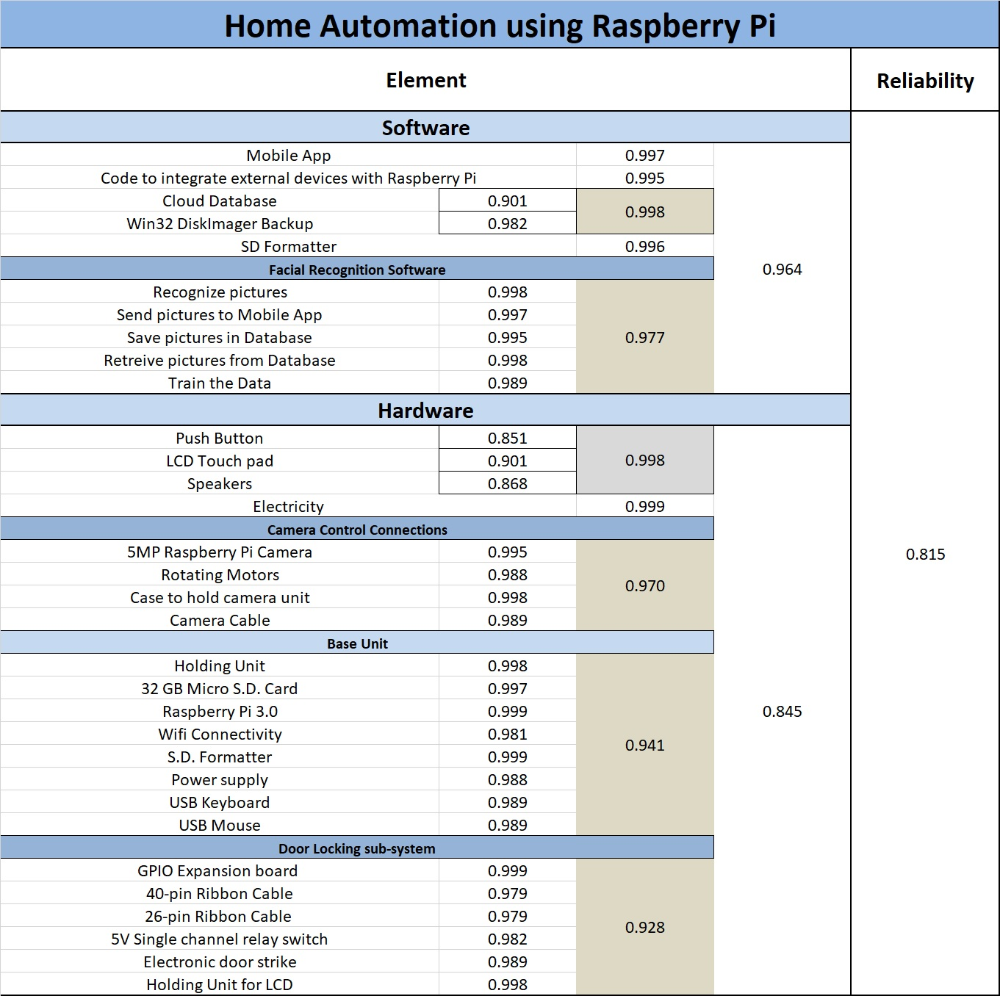 Home Automation using Raspberry Pi
Element Reliability
Software
Mobile App 0.997
Code to integrate external devices with Raspberry Pi 0.995
Cloud Database 0.901
0.998
Win32 DiskImager Backup 0.982
SD Formatter 0.996
Facial Recognition Software
0.964
Recognize pictures 0.998
Send pictures to Mobile App 0.997
Save pictures in Database 0.995 0.977
Retreive pictures from Database 0.998
Train the Data 0.989
Hardware
Push Button 0.851
LCD Touch pad 0.901 0.998
Speakers 0.868
Electricity 0.999
Camera Control Connections
5MP Raspberry Pi Camera 0.995
0.815
Rotating Motors 0.988
0.970
Case to hold camera unit 0.998
Camera Cable 0.989
Base Unit
Holding Unit 0.998
32 GB Micro S.D. Card 0.997
Raspberry Pi 3.0 0.999 0.845
Wifi Connectivity 0.981
0.941
S.D. Formatter 0.999
Power supply 0.988
USB Keyboard 0.989
USB Mouse 0.989
Door Locking sub-system
GPIO Expansion board 0.999
40-pin Ribbon Cable 0.979
26-pin Ribbon Cable 0.979
0.928
5V Single channel relay switch 0.982
Electronic door strike 0.989
Holding Unit for LCD 0.998